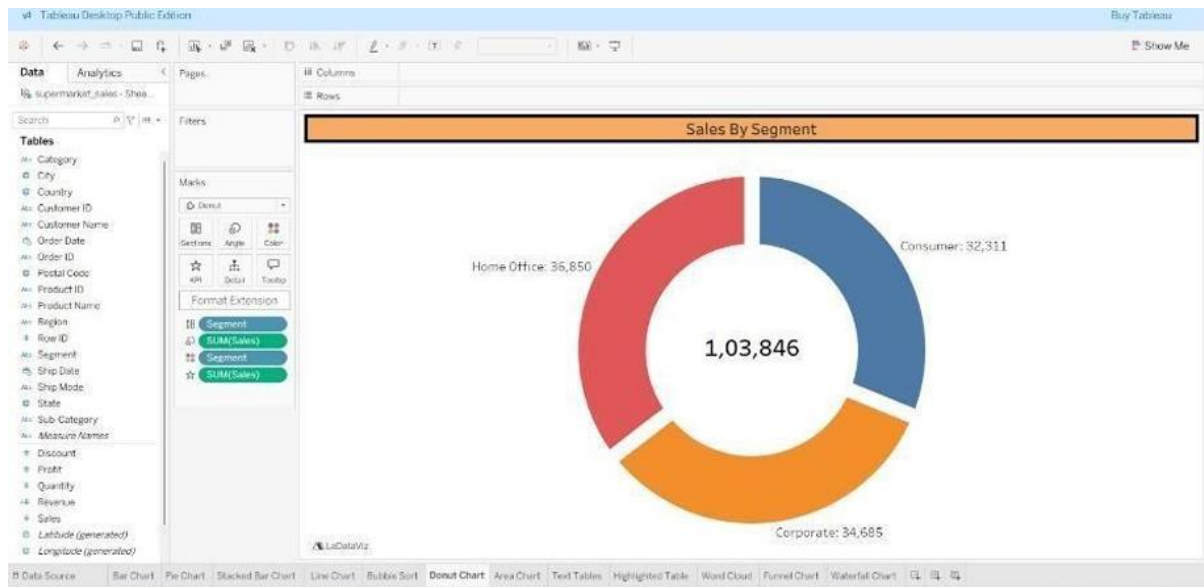 Tableau Desktop Public Edition
Buy Tableau
Show Me
Data Analytics
supermarket_sales - Shee...
Search
Tables
Category
City
Country
Customer ID
Customer Name
Order Date
Order ID
Postal Code
Product ID
Product Name
Region
Row ID
Segment
Ship Date
Ship Mode
State
Sub-Category
Measure Names
Discount
Profit
Quantity
Revenue
Sales
Latitude (generated)
Longitude (generated)
Pages
Filters
Marks
Donut
Sections Angle Color
KPI Detail Tooltip
Format Extension
Segment
SUM(Sales)
Segment
SUM(Sales)
Columns
Rows
Sales By Segment
Consumer: 32,311
Home Office: 36,850
1,03,846
Corporate: 34,685
LaDataViz
Data Source Bar Chart Pie Chart Stacked Bar Chart Line Chart Bubble Sort Donut Chart Area Chart Text Tables Highlighted Table Word Cloud Funnel Chart Waterfall Chart